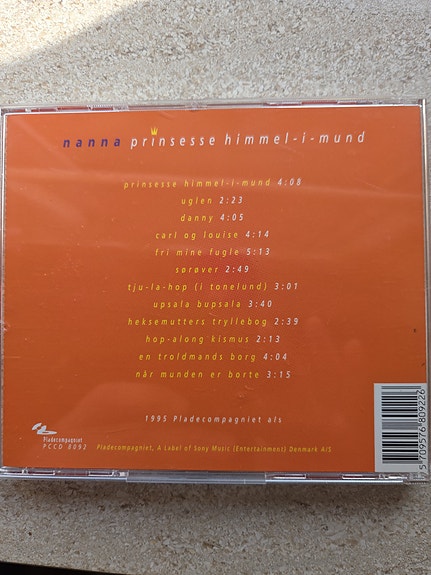 nanna prinsesse himmel-i-mund
prinsesse himmel-i-mund 4:08
uglen 2:23
danny 4:05
carl og louise 4:14
fri mine fugle 5:13
sørøver 2:49
tju-la-hop (i tonelund) 3:01
upsala bupsala 3:40
heksemutters tryllebog 2:39
hop-along kismus 2:13
en troldmands borg 4:04
når munden er borte 3:15
1995 Pladecompagniet a/s
Pladecompagniet
PCCD 8092
Pladecompagniet, A Label of Sony Music (Entertainment) Denmark A/S
5 709576 809226